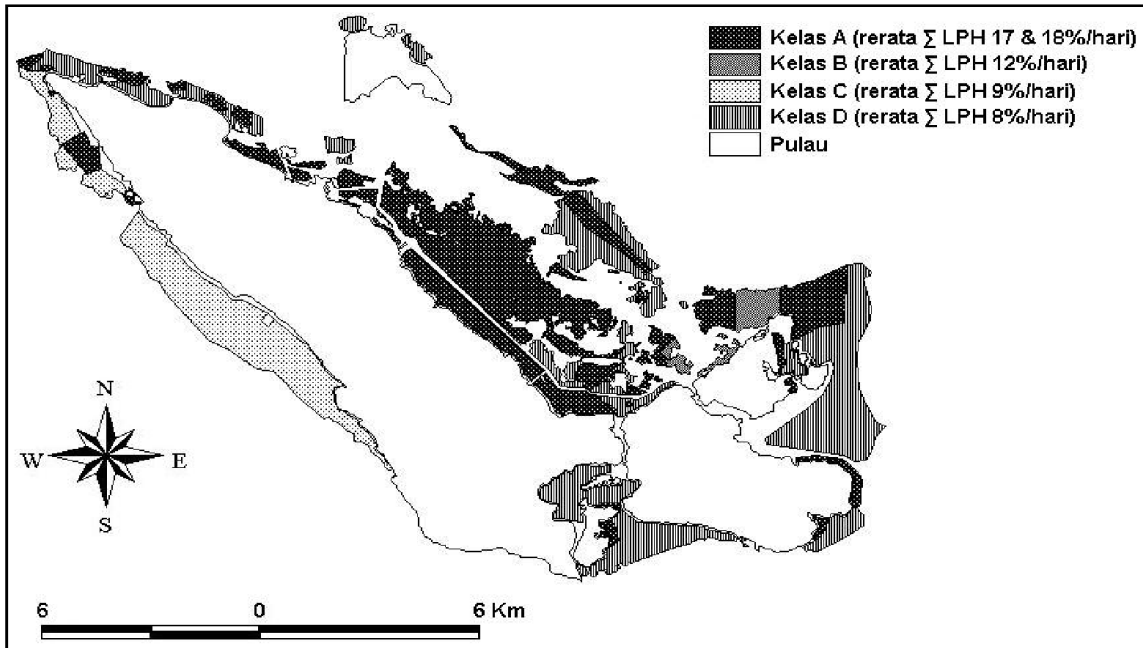 Kelas A (rerata ∑ LPH 17 & 18%/hari)
Kelas B (rerata ∑ LPH 12%/hari)
Kelas C (rerata ∑ LPH 9%/hari)
Kelas D (rerata ∑ LPH 8%/hari)
Pulau
N
W E
S
6 0 6 Km